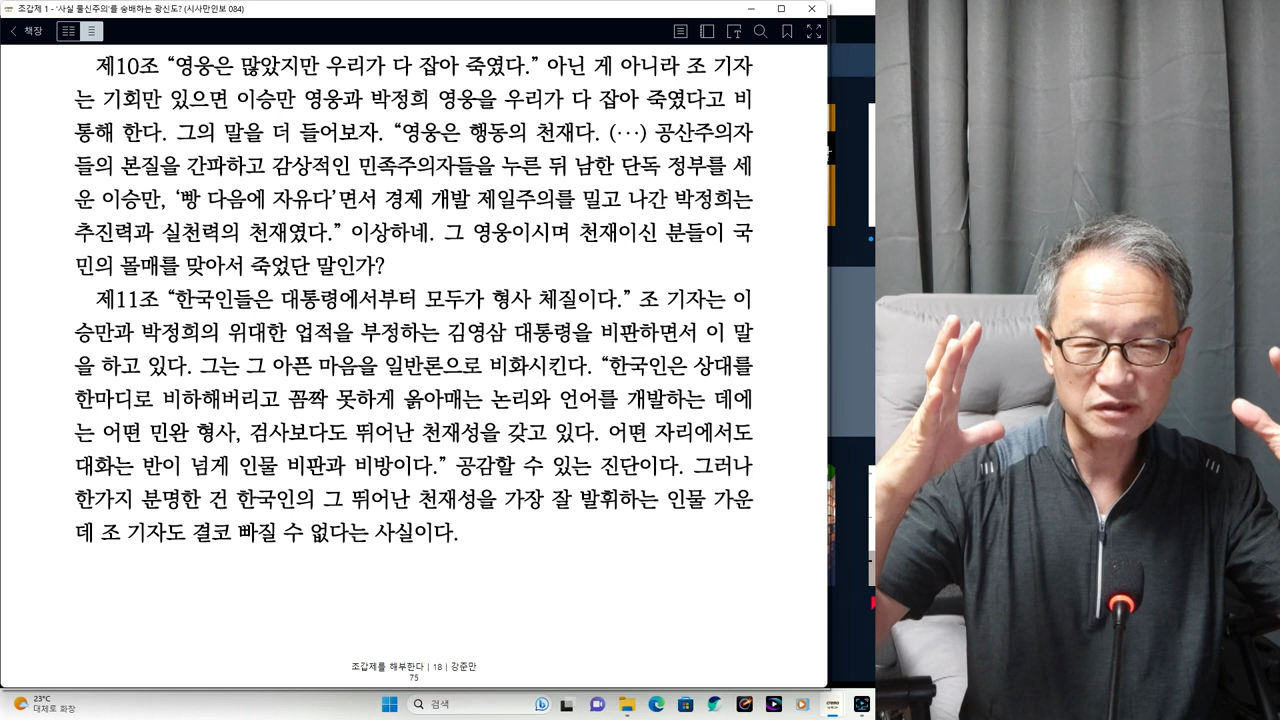 조갑제 1 - '사실 물신주의'를 숭배하는 광신도? (시사만인보 084)
책장
제10조 “영웅은 많았지만 우리가 다 잡아 죽였다.” 아닌 게 아니라 조 기자
는 기회만 있으면 이승만 영웅과 박정희 영웅을 우리가 다 잡아 죽였다고 비
통해 한다. 그의 말을 더 들어보자. “영웅은 행동의 천재다. (···) 공산주의자
들의 본질을 간파하고 감상적인 민족주의자들을 누른 뒤 남한 단독 정부를 세
운 이승만, ‘빵 다음에 자유다’면서 경제 개발 제일주의를 밀고 나간 박정희는
추진력과 실천력의 천재였다.” 이상하네. 그 영웅이시며 천재이신 분들이 국
민의 몰매를 맞아서 죽었단 말인가?
제11조 “한국인들은 대통령에서부터 모두가 형사 체질이다.” 조 기자는 이
승만과 박정희의 위대한 업적을 부정하는 김영삼 대통령을 비판하면서 이 말
을 하고 있다. 그는 그 아픈 마음을 일반론으로 비화시킨다. “한국인은 상대를
한마디로 비하해버리고 꼼짝 못하게 옭아매는 논리와 언어를 개발하는 데에
는 어떤 민완 형사, 검사보다도 뛰어난 천재성을 갖고 있다. 어떤 자리에서도
대화는 반이 넘게 인물 비판과 비방이다.” 공감할 수 있는 진단이다. 그러나
한가지 분명한 건 한국인의 그 뛰어난 천재성을 가장 잘 발휘하는 인물 가운
데 조 기자도 결코 빠질 수 없다는 사실이다.
조갑제를 해부한다 | 18 | 강준만
75
23°C
대체로 화창
검색